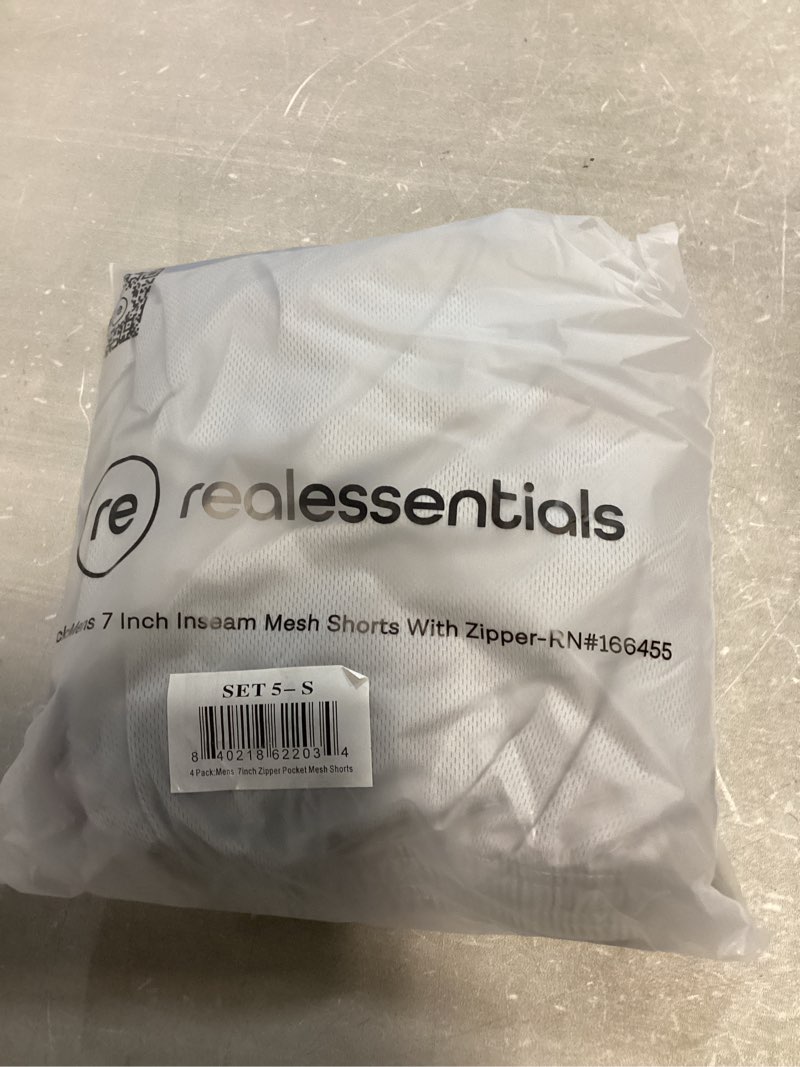 re realessentials
Mens 7 Inch Inseam Mesh Shorts With Zipper-RN#166455
SET 5– S
8 40218 62203 4
4 Pack:Mens 7inch Zipper Pocket Mesh Shorts